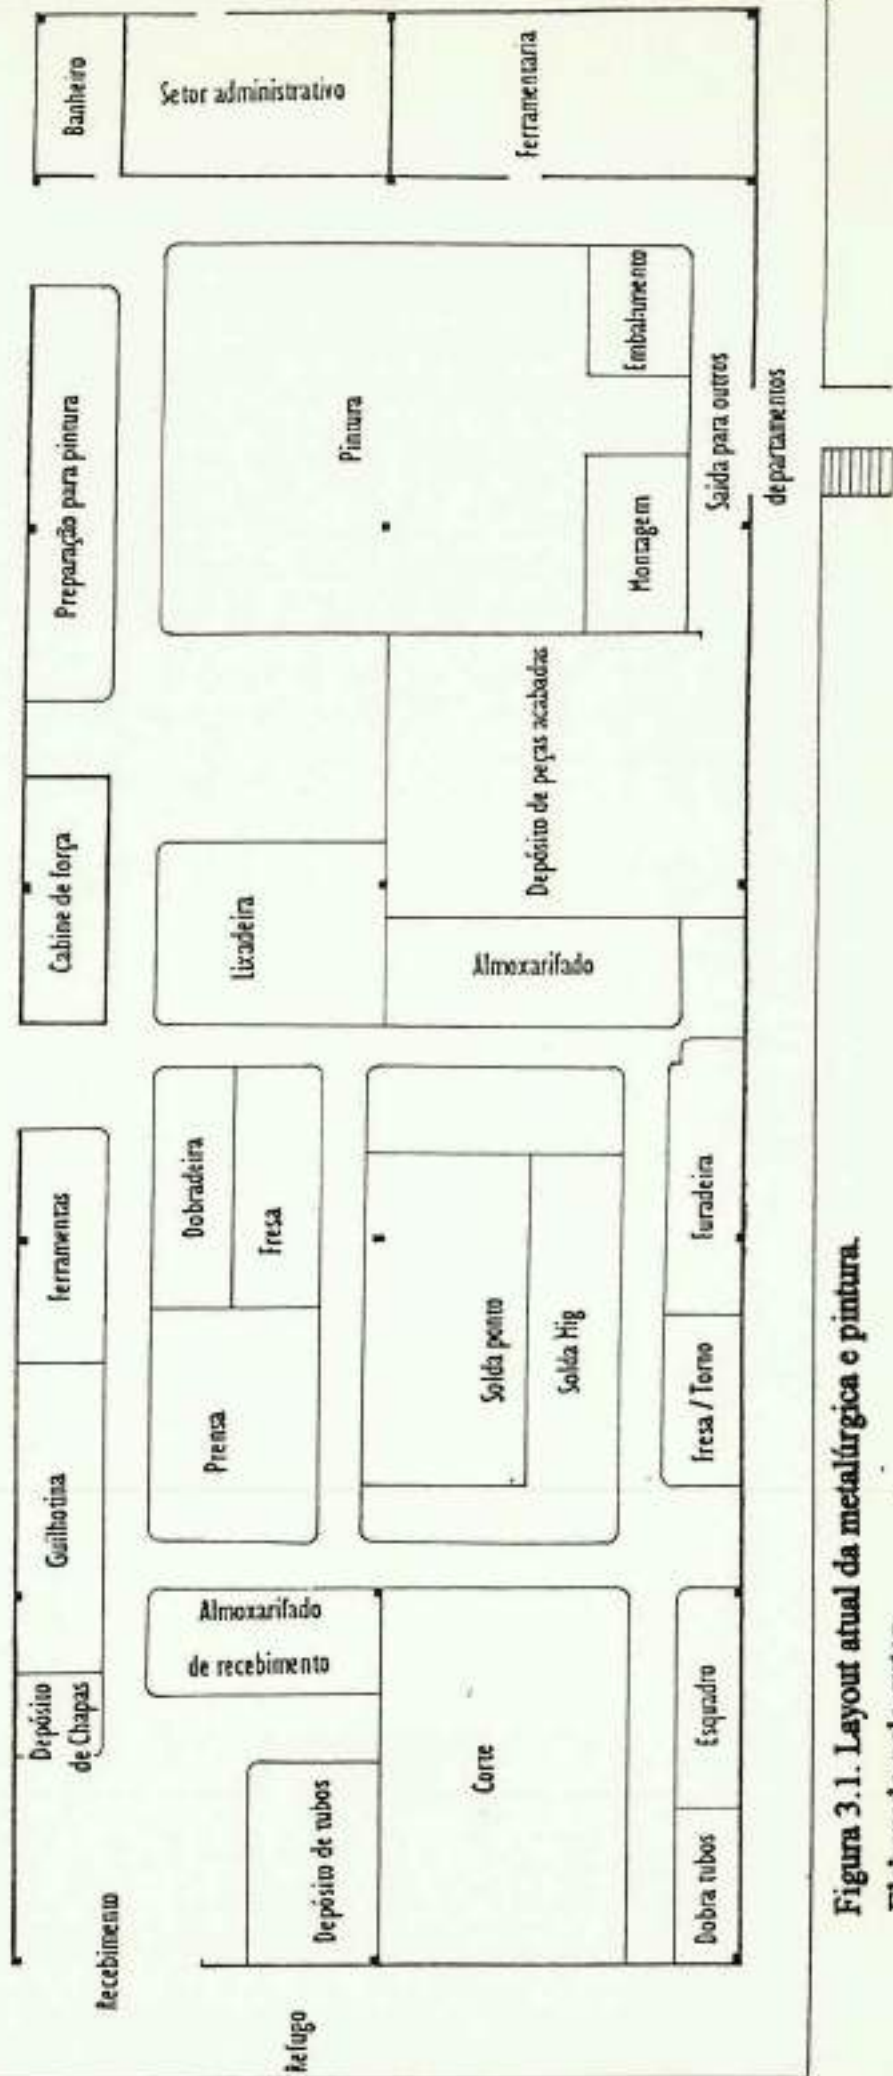 Recebimento
Refugo
Depósito
de Chapas
Guilhotina
Ferramentas
Cabine de força
Preparação para pintura
Banheiro
Setor administrativo
Ferramentaria
Depósito de tubos
Almoxarifado
de recebimento
Prensa
Dobradeira
Fresa
Lixadeira
Pintura
Corte
Solda ponto
Solda Mig
Almoxarifado
Depósito de peças acabadas
Montagem
Embalamento
Dobra tubos
Esquadro
Fresa / Torno
Furadeira
Saída para outros
departamentos
Figura 3.1. Layout atual da metalúrgica e pintura.